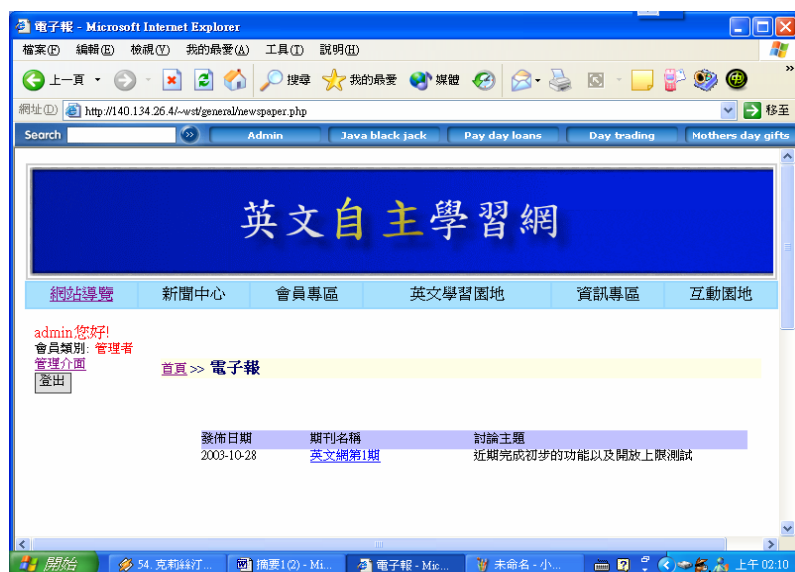 電子報 - Microsoft Internet Explorer
檔案(F) 編輯(E) 檢視(V) 我的最愛(A) 工具(T) 說明(H)
上一頁 搜尋 我的最愛 媒體
網址(D) http://140.134.26.4/~wst/general/newspaper.php 移至
Search Admin Java black jack Pay day loans Day trading Mothers day gifts
英文自主學習網
網站導覽 新聞中心 會員專區 英文學習園地 資訊專區 互動園地
admin您好!
會員類別: 管理者
管理介面
登出
首頁 >> 電子報
發佈日期 期刊名稱 討論主題
2003-10-28 英文網第1期 近期完成初步的功能以及開放上限測試
開始 54. 克莉絲汀... 摘要1(2) - Mi... 電子報 - Mic... 未命名 - 小... 上午 02:10